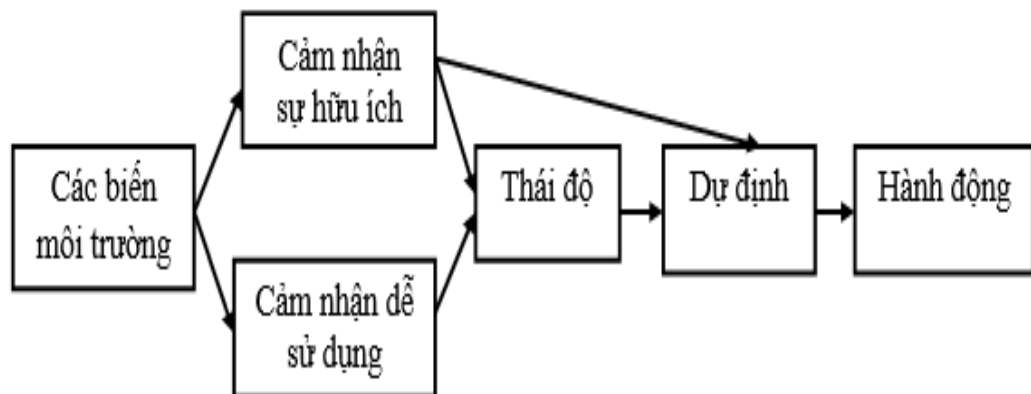 Cảm nhận
sự hữu ích
Các biến
môi trường
Thái độ
Dự định
Hành động
Cảm nhận dễ
sử dụng